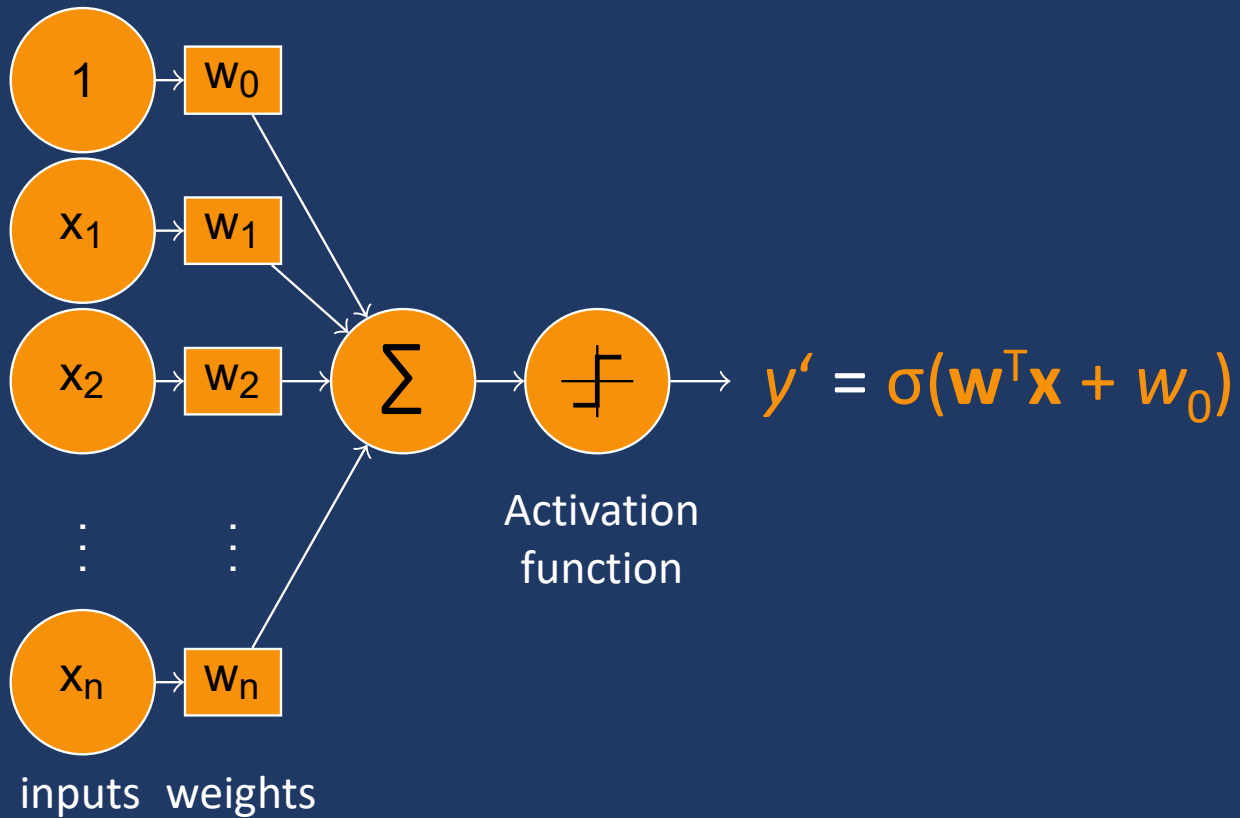 1 w₀
x₁ w₁
x₂ w₂ ∑ y‘ = σ(𝐰ᵀ𝐱 + w₀)
Activation
function
⋮ ⋮
xₙ wₙ
inputs weights